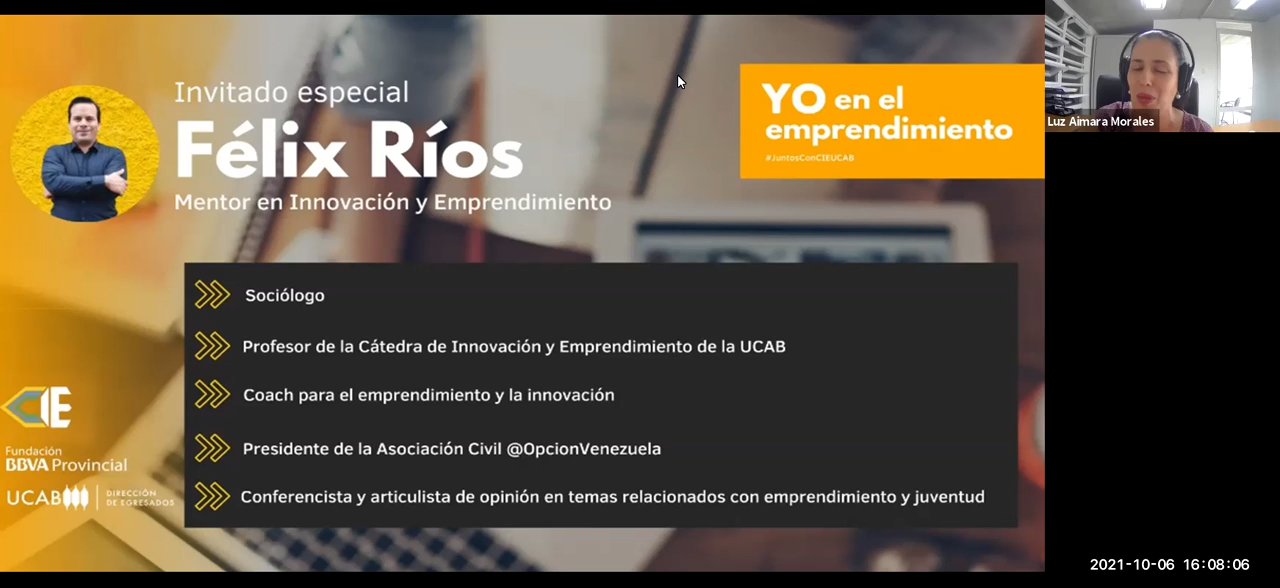 Invitado especial
Félix Ríos
Mentor en Innovación y Emprendimiento
YO en el
emprendimiento
#JuntosConCIEUCAB
Luz Aimara Morales
Sociólogo
Profesor de la Cátedra de Innovación y Emprendimiento de la UCAB
Coach para el emprendimiento y la innovación
Presidente de la Asociación Civil @OpcionVenezuela
Conferencista y articulista de opinión en temas relacionados con emprendimiento y juventud
CIE
Fundación
BBVA Provincial
UCAB
DIRECCIÓN
DE EGRESADOS
2021-10-06 16:08:06